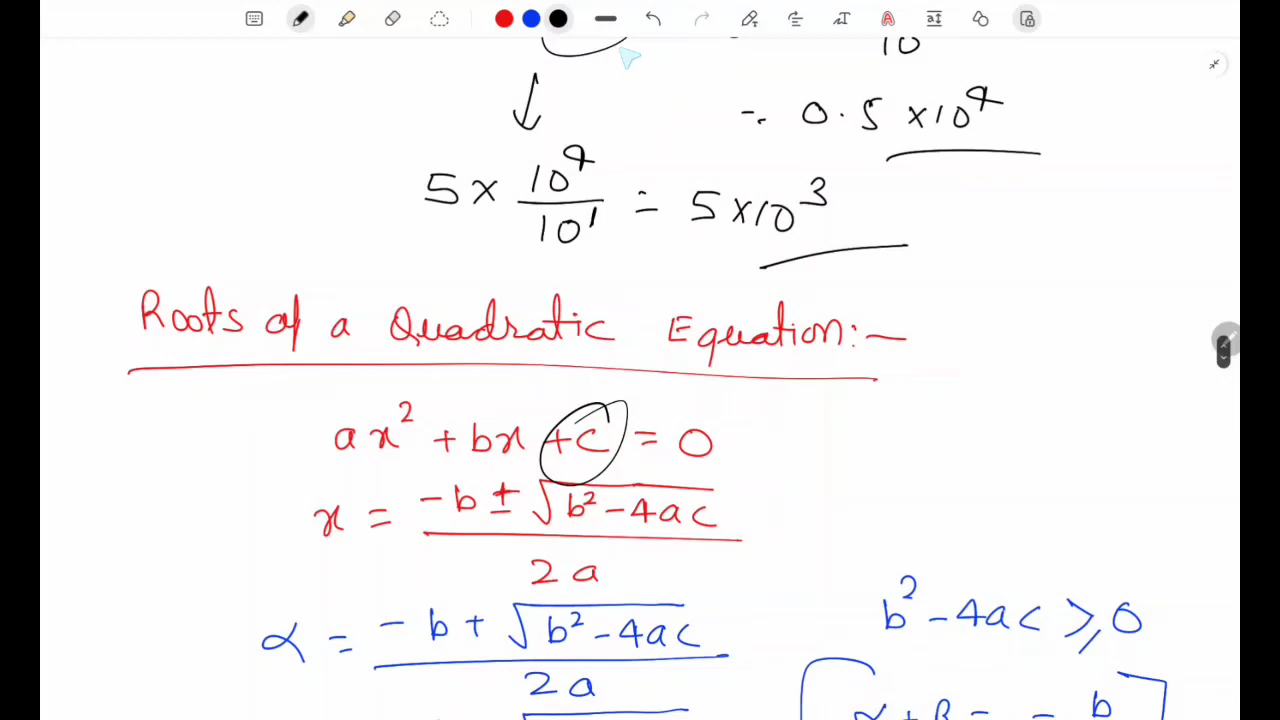 10
= 0.5 ×10⁴
5 × 10⁴/10¹ = 5 ×10³
Roots of a Quadratic Equation:-
ax² + bx + c = 0
x = -b ± √(b² - 4ac) / 2a
α = -b + √(b² - 4ac) / 2a
b² - 4ac ≥ 0
α + β = - b